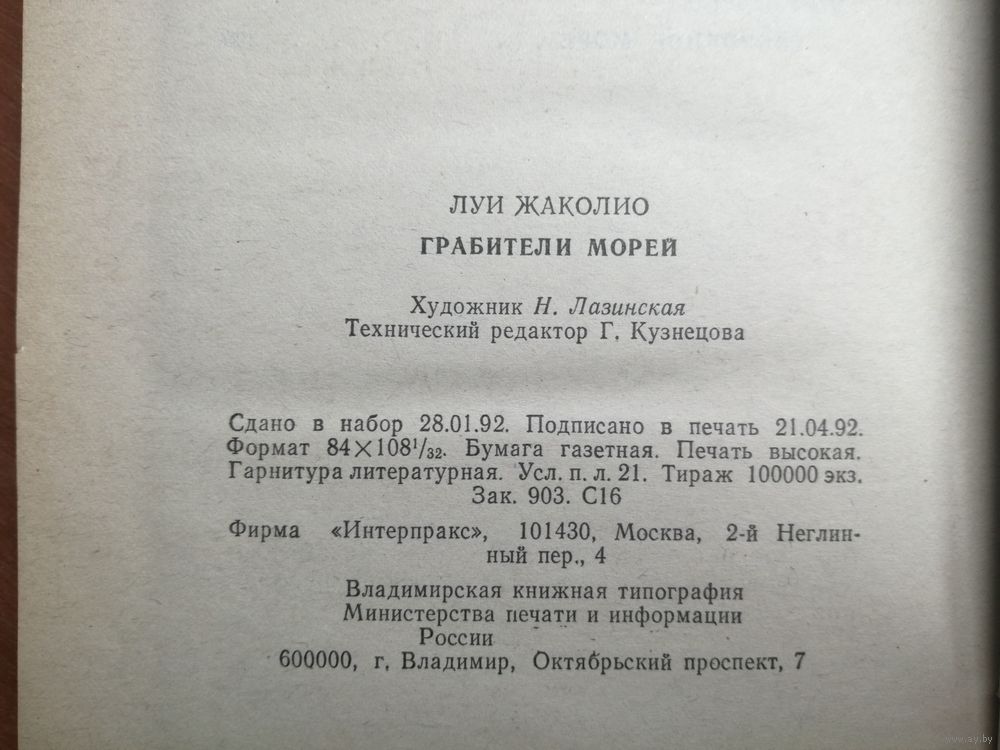 ЛУИ ЖАКОЛИО
ГРАБИТЕЛИ МОРЕЙ
Художник Н. Лазинская
Технический редактор Г. Кузнецова
Сдано в набор 28.01.92. Подписано в печать 21.04.92.
Формат 84×108¹/₃₂. Бумага газетная. Печать высокая.
Гарнитура литературная. Усл. п. л. 21. Тираж 100000 экз.
Зак. 903. С16
Фирма «Интерпракс», 101430, Москва, 2-й Неглин-
ный пер., 4
Владимирская книжная типография
Министерства печати и информации
России
600000, г. Владимир, Октябрьский проспект, 7
www.ay.by